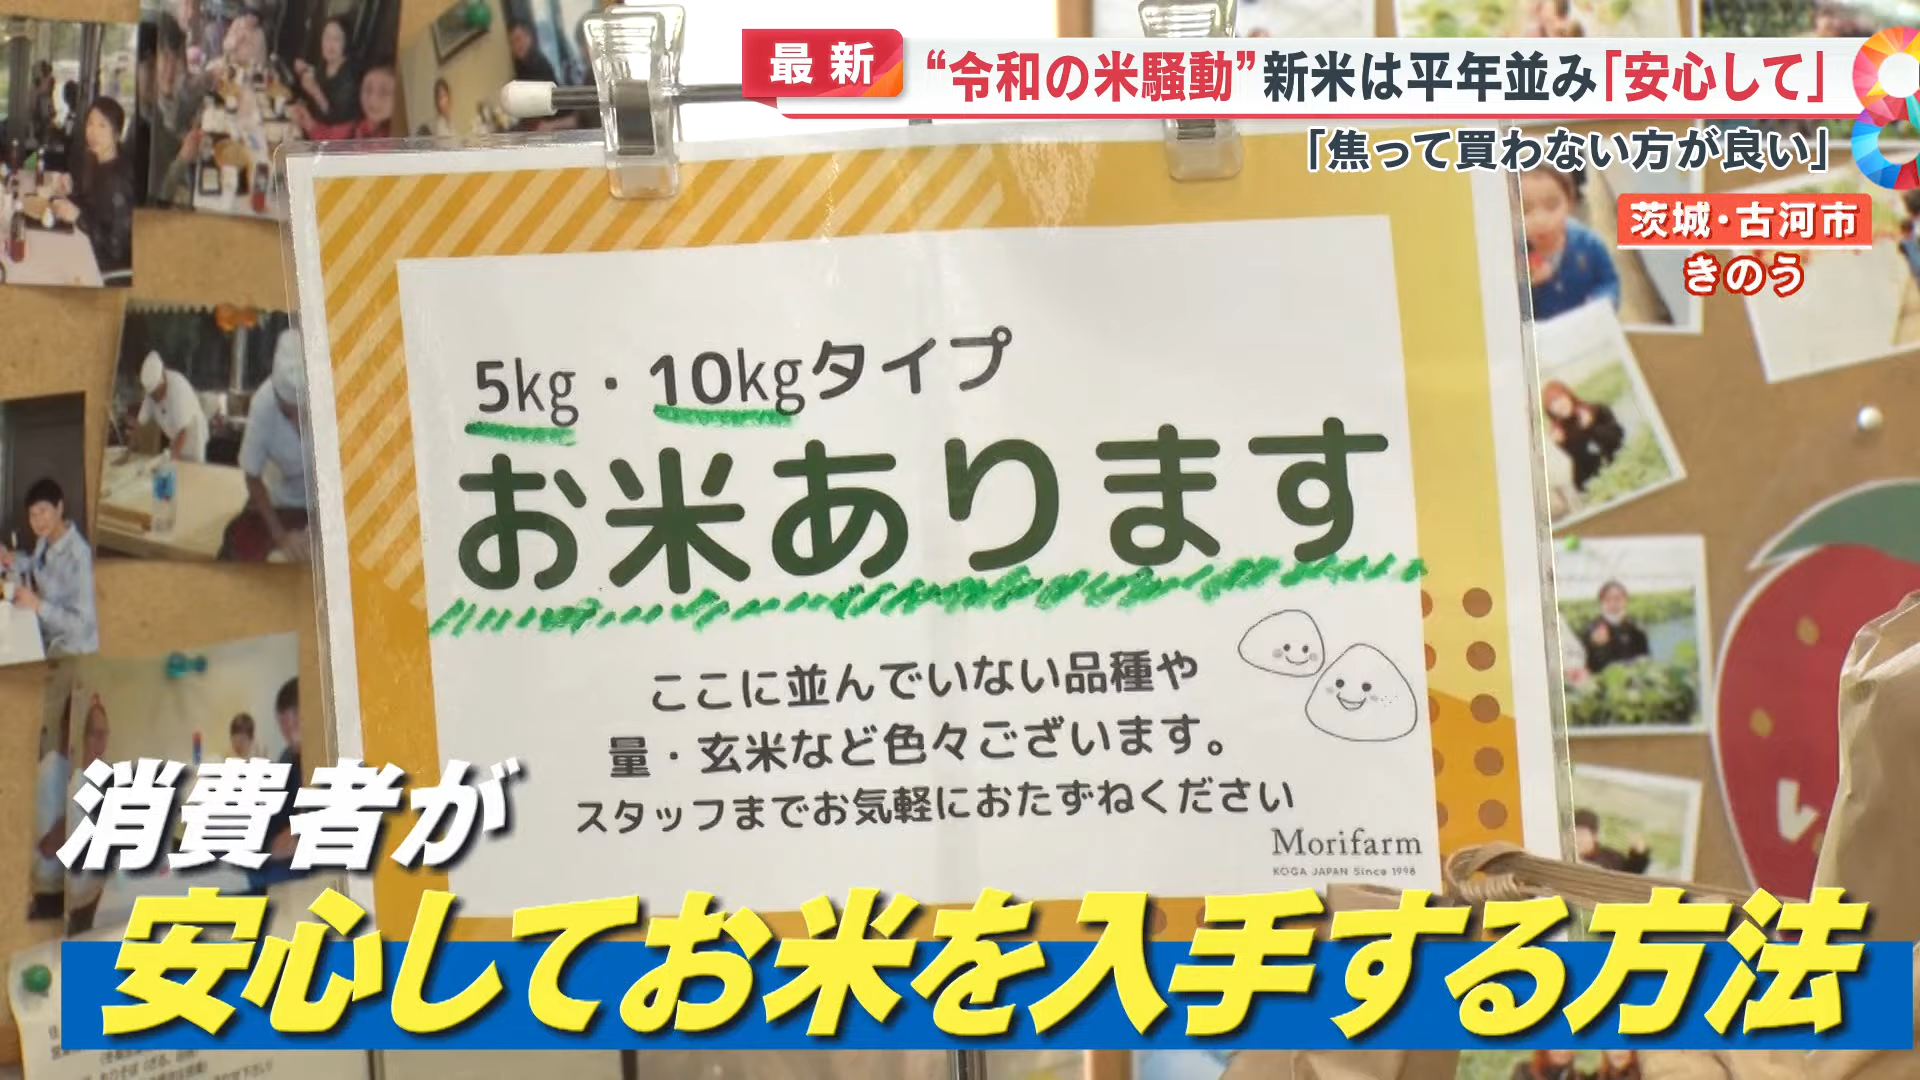 最新
“令和の米騒動”新米は平年並み「安心して」
「焦って買わない方が良い」
茨城・古河市
きのう
5kg・10kgタイプ
お米あります
ここに並んでいない品種や
量・玄米など色々ございます。
スタッフまでお気軽におたずねください
Morifarm
KOGA JAPAN Since 1998
消費者が
安心してお米を入手する方法